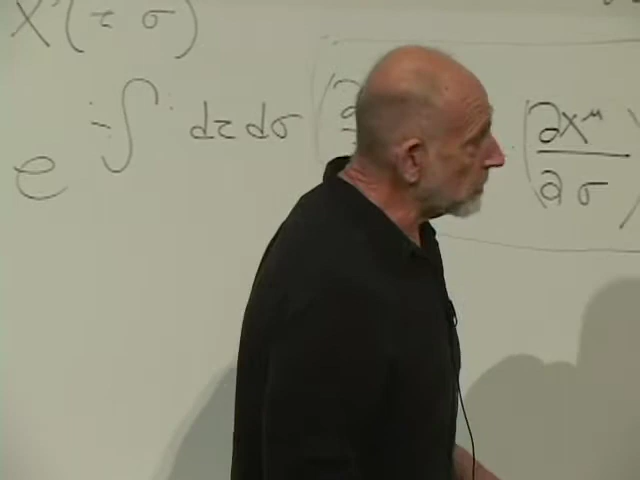 X^μ(τ σ)
e^{-∫ dτ dσ (∂ (∂X^μ / ∂σ)}